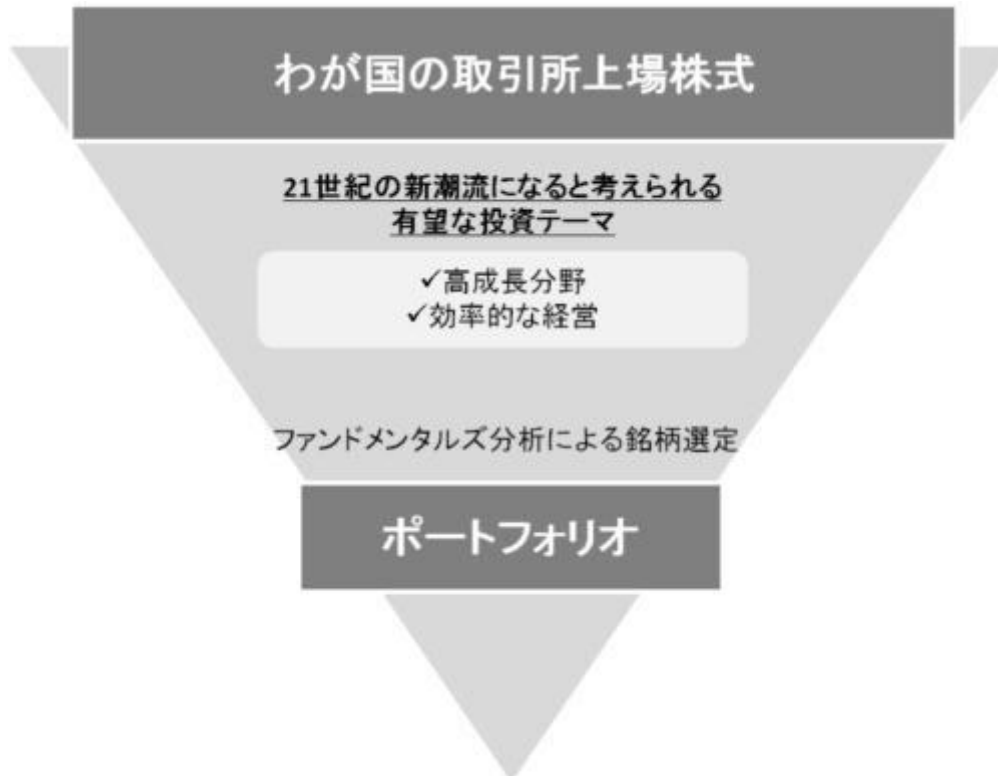 わが国の取引所上場株式
21世紀の新潮流になると考えられる
有望な投資テーマ
✓高成長分野
✓効率的な経営
ファンドメンタルズ分析による銘柄選定
ポートフォリオ